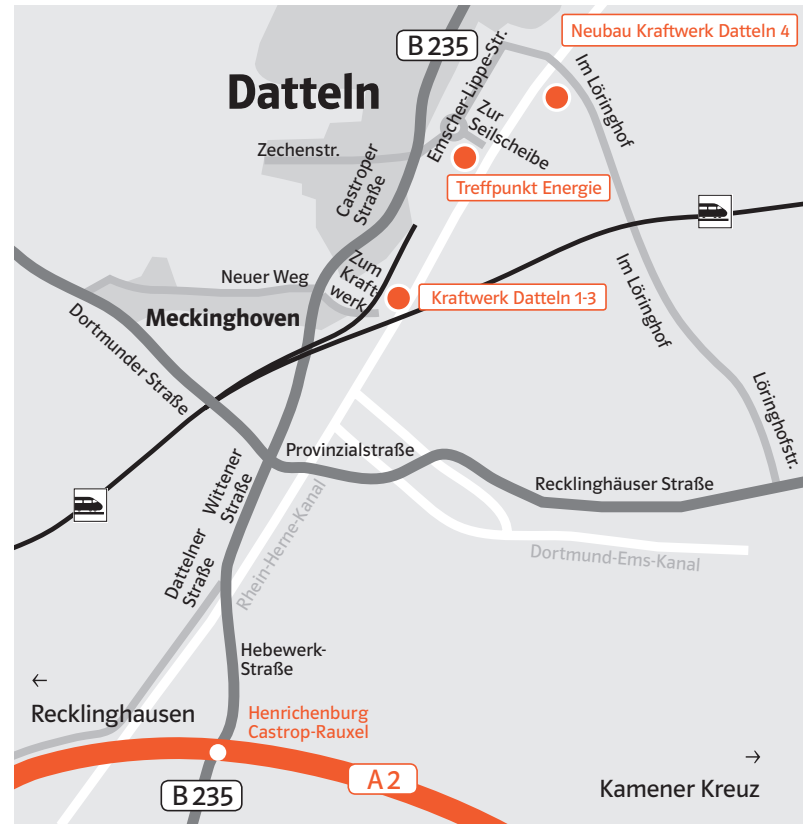 Neubau Kraftwerk Datteln 4
B 235
Datteln
Emscher-Lippe-Str.
Im Löringhof
Zur
Seilscheibe
Zechenstr.
Castroper
Straße
Treffpunkt Energie
Zum
Kraft-
werk
Neuer Weg
Im Löringhof
Kraftwerk Datteln 1-3
Meckinghoven
Dortmunder Straße
Löringhofstr.
Provinzialstraße
Recklinghäuser Straße
Wittener
Straße
Dattelner
Straße
Rhein-Herne-Kanal
Dortmund-Ems-Kanal
Hebewerk-
Straße
←
Recklinghausen
Henrichenburg
Castrop-Rauxel
→
Kamener Kreuz
A 2
B 235